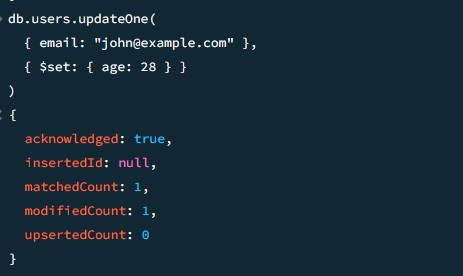 db.users.updateOne(
{ email: "john@example.com" },
{ $set: { age: 28 } }
)
{
acknowledged: true,
insertedId: null,
matchedCount: 1,
modifiedCount: 1,
upsertedCount: 0
}